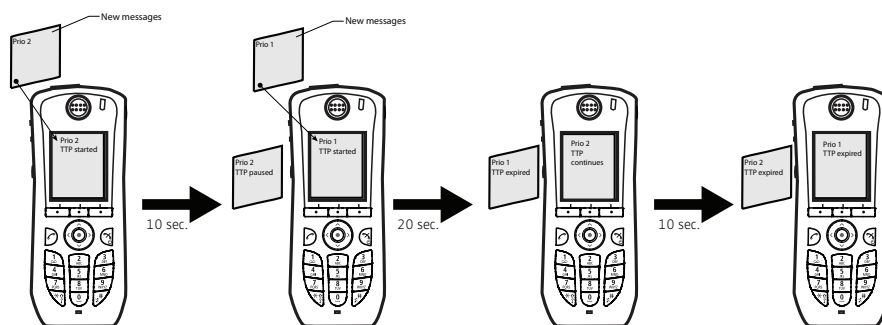 New messages
Prio 2
Prio 2
TTP started
10 sec.
New messages
Prio 1
Prio 2
TTP paused
Prio 1
TTP started
20 sec.
Prio 1
TTP expired
Prio 2
TTP
continues
10 sec.
Prio 2
TTP expired
Prio 1
TTP expired